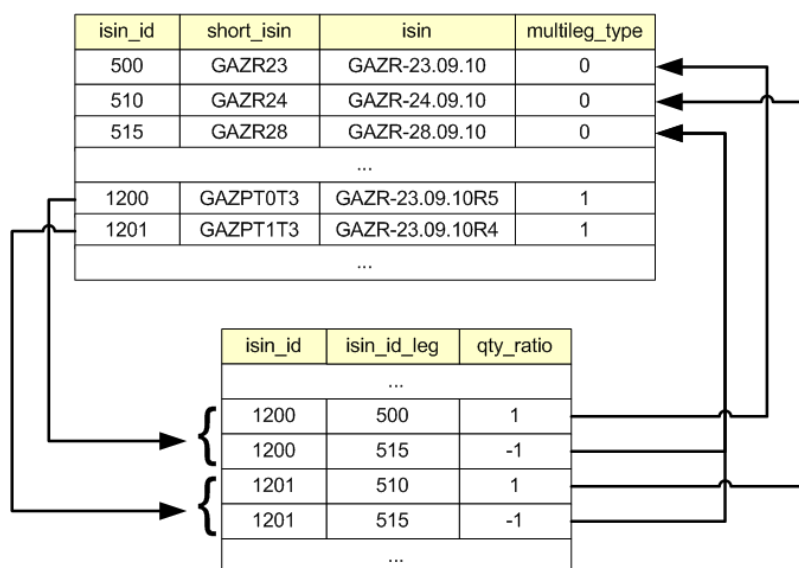 isin_id short_isin isin multileg_type
500 GAZR23 GAZR-23.09.10 0
510 GAZR24 GAZR-24.09.10 0
515 GAZR28 GAZR-28.09.10 0
...
1200 GAZPT0T3 GAZR-23.09.10R5 1
1201 GAZPT1T3 GAZR-23.09.10R4 1
...
isin_id isin_id_leg qty_ratio
...
1200 500 1
1200 515 -1
1201 510 1
1201 515 -1
...